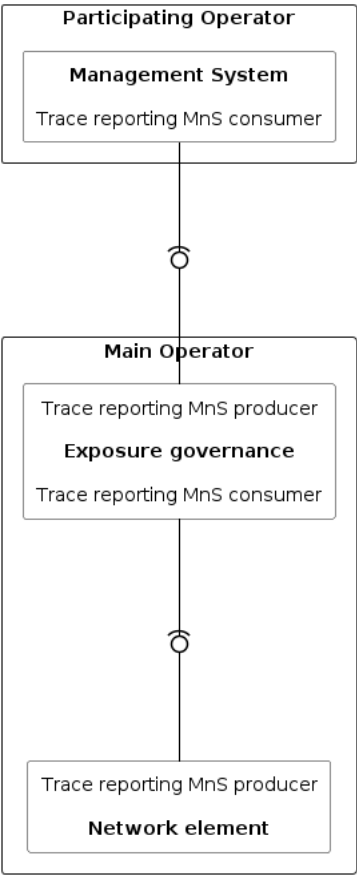 Participating Operator
Management System
Trace reporting MnS consumer
Main Operator
Trace reporting MnS producer
Exposure governance
Trace reporting MnS consumer
Trace reporting MnS producer
Network element